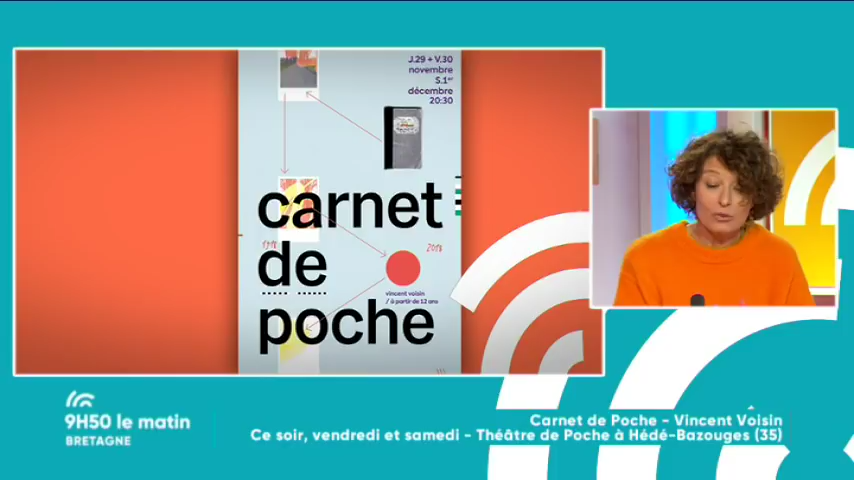 J.29 + V.30
novembre
S.1er
décembre
20:30
carnet
1918
2018
de
vincent voisin
/ à partir de 12 ans
poche
9H50 le matin
BRETAGNE
Carnet de Poche - Vincent Voisin
Ce soir, vendredi et samedi - Théâtre de Poche à Hédé-Bazouges (35)